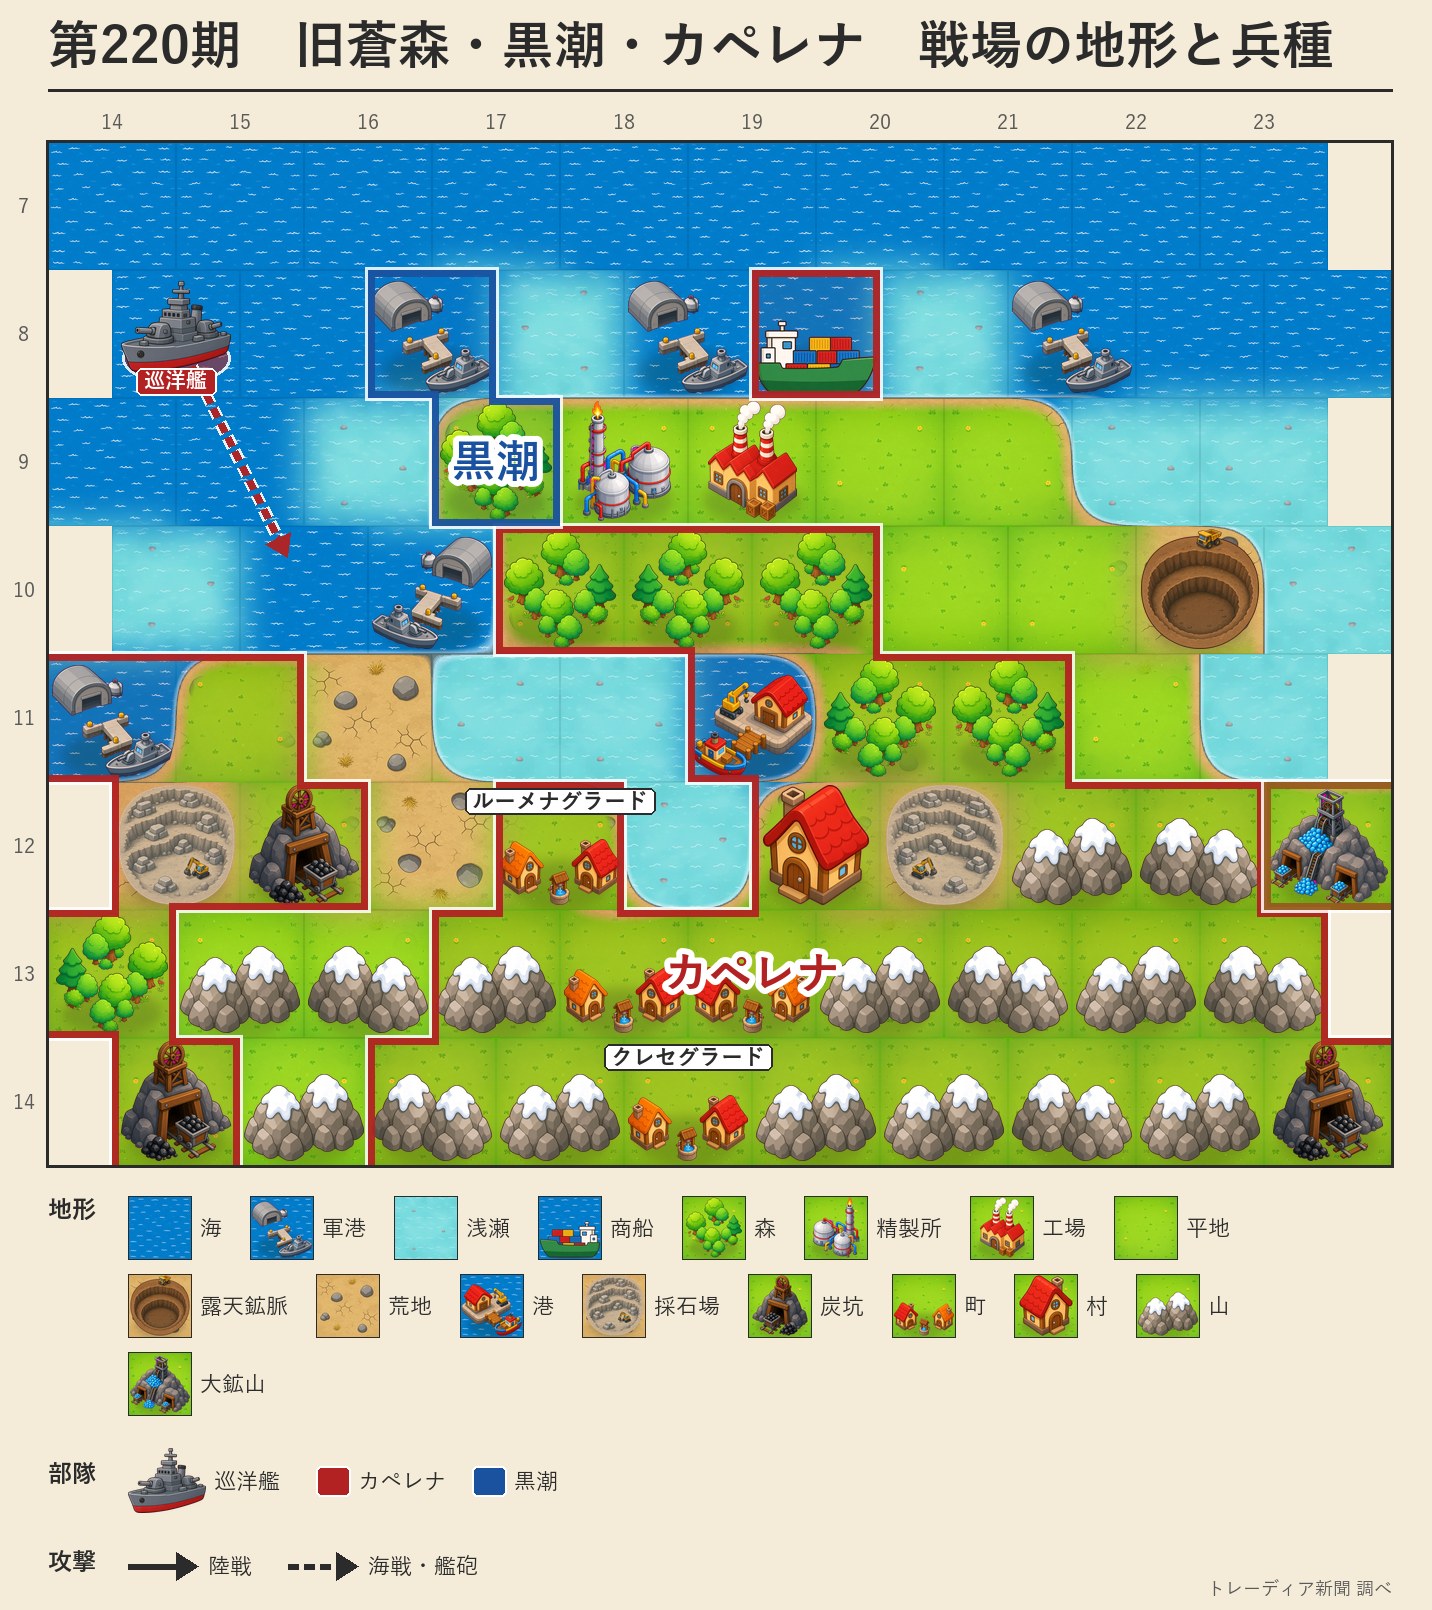 第220期　旧蒼森・黒潮・カペレナ　戦場の地形と兵種
14 15 16 17 18 19 20 21 22 23
7
8
巡洋艦
9
黒潮
10
11
12
ルーメナグラード
13
カペレナ
14
クレセグラード
地形 海 軍港 浅瀬 商船 森 精製所 工場 平地
露天鉱脈 荒地 港 採石場 炭坑 町 村 山
大鉱山
部隊 巡洋艦 カペレナ 黒潮
攻撃 陸戦 海戦・艦砲
トレーディア新聞 調べ